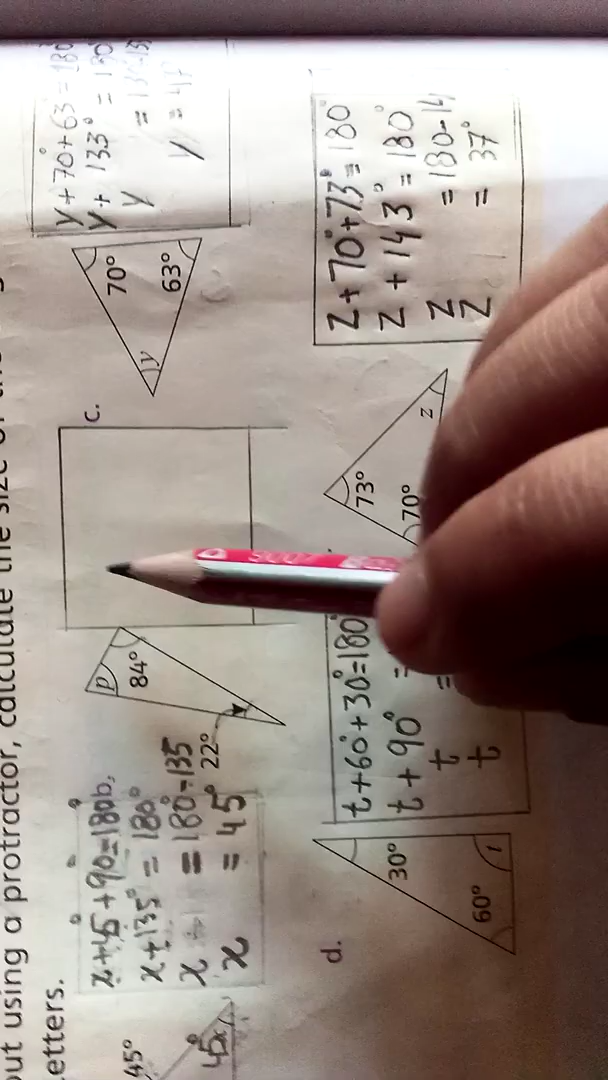 out using a protractor, calculate the size of the
etters.
45°
45°
x
x+45°+90°=180°
x+135° = 180°
x = 180°-135
x = 45°
b.
p
84°
22°
c.
70°
63°
y
y+70°+63°=180°
y+ 133° = 180°
y
y
d.
30°
60°
t
t+60°+30°=180°
t+90° =
t =
t
73°
70°
z
Z+70°+73°=180°
Z+143°=180°
Z =180-14
Z = 37°